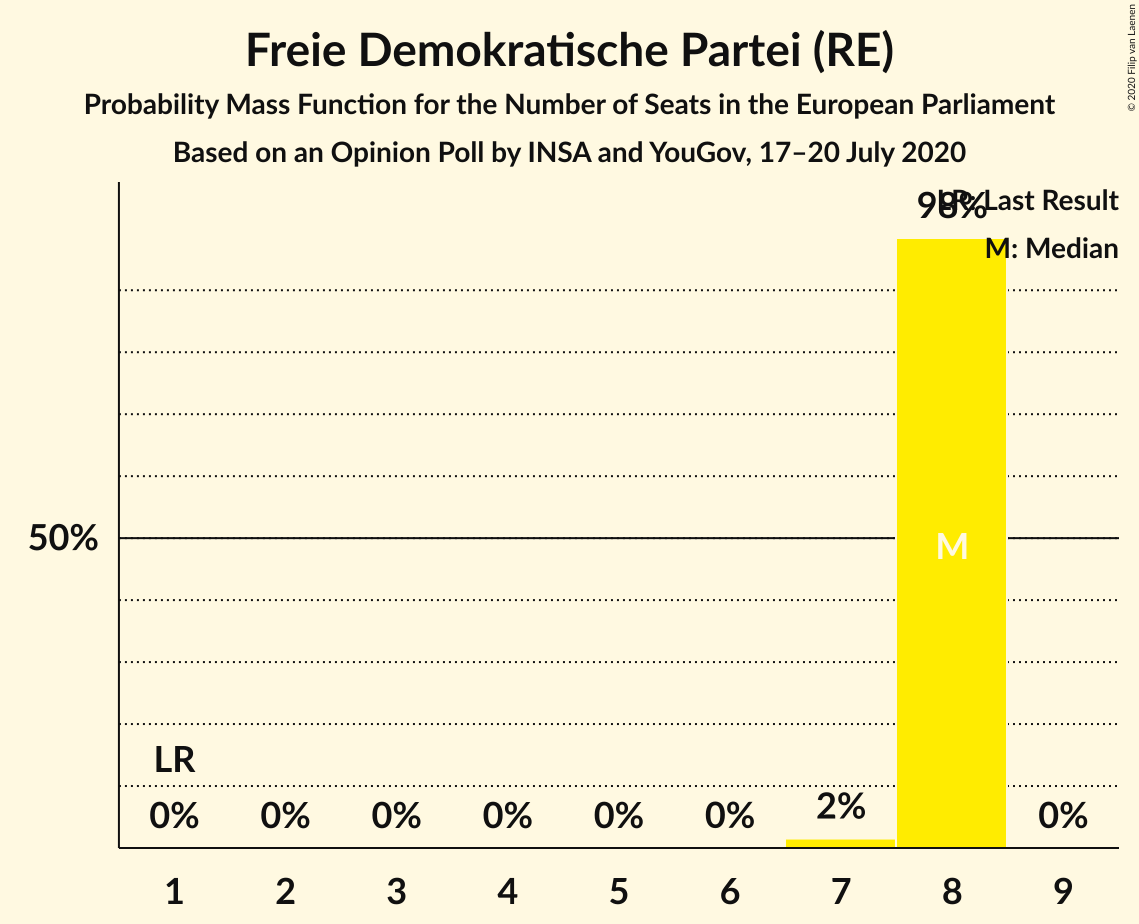 Freie Demokratische Partei (RE)
Probability Mass Function for the Number of Seats in the European Parliament
Based on an Opinion Poll by INSA and YouGov, 17–20 July 2020
© 2020 Filip van Laenen
98%
LR: Last Result
M: Median
50%
M
LR
0% 0% 0% 0% 0% 0% 2% 0%
1 2 3 4 5 6 7 8 9